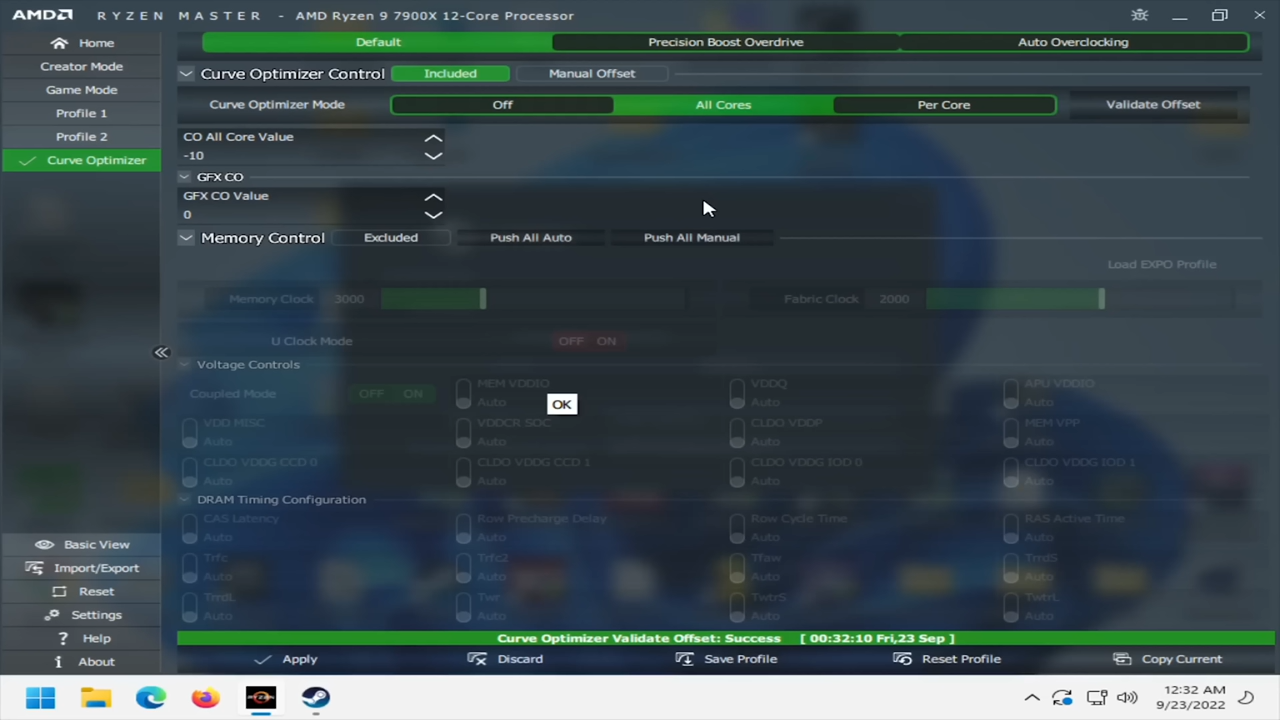 AMD RYZEN MASTER - AMD Ryzen 9 7900X 12-Core Processor
Home
Creator Mode
Game Mode
Profile 1
Profile 2
Curve Optimizer
Basic View
Import/Export
Reset
Settings
Help
About
Default Precision Boost Overdrive Auto Overclocking
Curve Optimizer Control Included Manual Offset
Curve Optimizer Mode Off All Cores Per Core Validate Offset
CO All Core Value
-10
GFX CO
GFX CO Value
0
Memory Control Excluded Push All Auto Push All Manual
Load EXPO Profile
Memory Clock 3000 Fabric Clock 2000
U Clock Mode OFF ON
Voltage Controls
Coupled Mode OFF ON
MEM VDDIO VDDQ APU VDDIO
Auto Auto Auto
OK
VDD MISC VDDCR SOC CLDO VDDP MEM VPP
Auto Auto Auto Auto
CLDO VDDG CCD 0 CLDO VDDG CCD 1 CLDO VDDG IOD 0 CLDO VDDG IOD 1
Auto Auto Auto Auto
DRAM Timing Configuration
CAS Latency Row Precharge Delay Row Cycle Time RAS Active Time
Auto Auto Auto Auto
Trfc Trfc2 Tfaw TrrdS
Auto Auto Auto Auto
TrrdL Twr TwtrS TwtrL
Auto Auto Auto Auto
Curve Optimizer Validate Offset: Success [ 00:32:10 Fri,23 Sep ]
Apply Discard Save Profile Reset Profile Copy Current
RYZEN
12:32 AM
9/23/2022